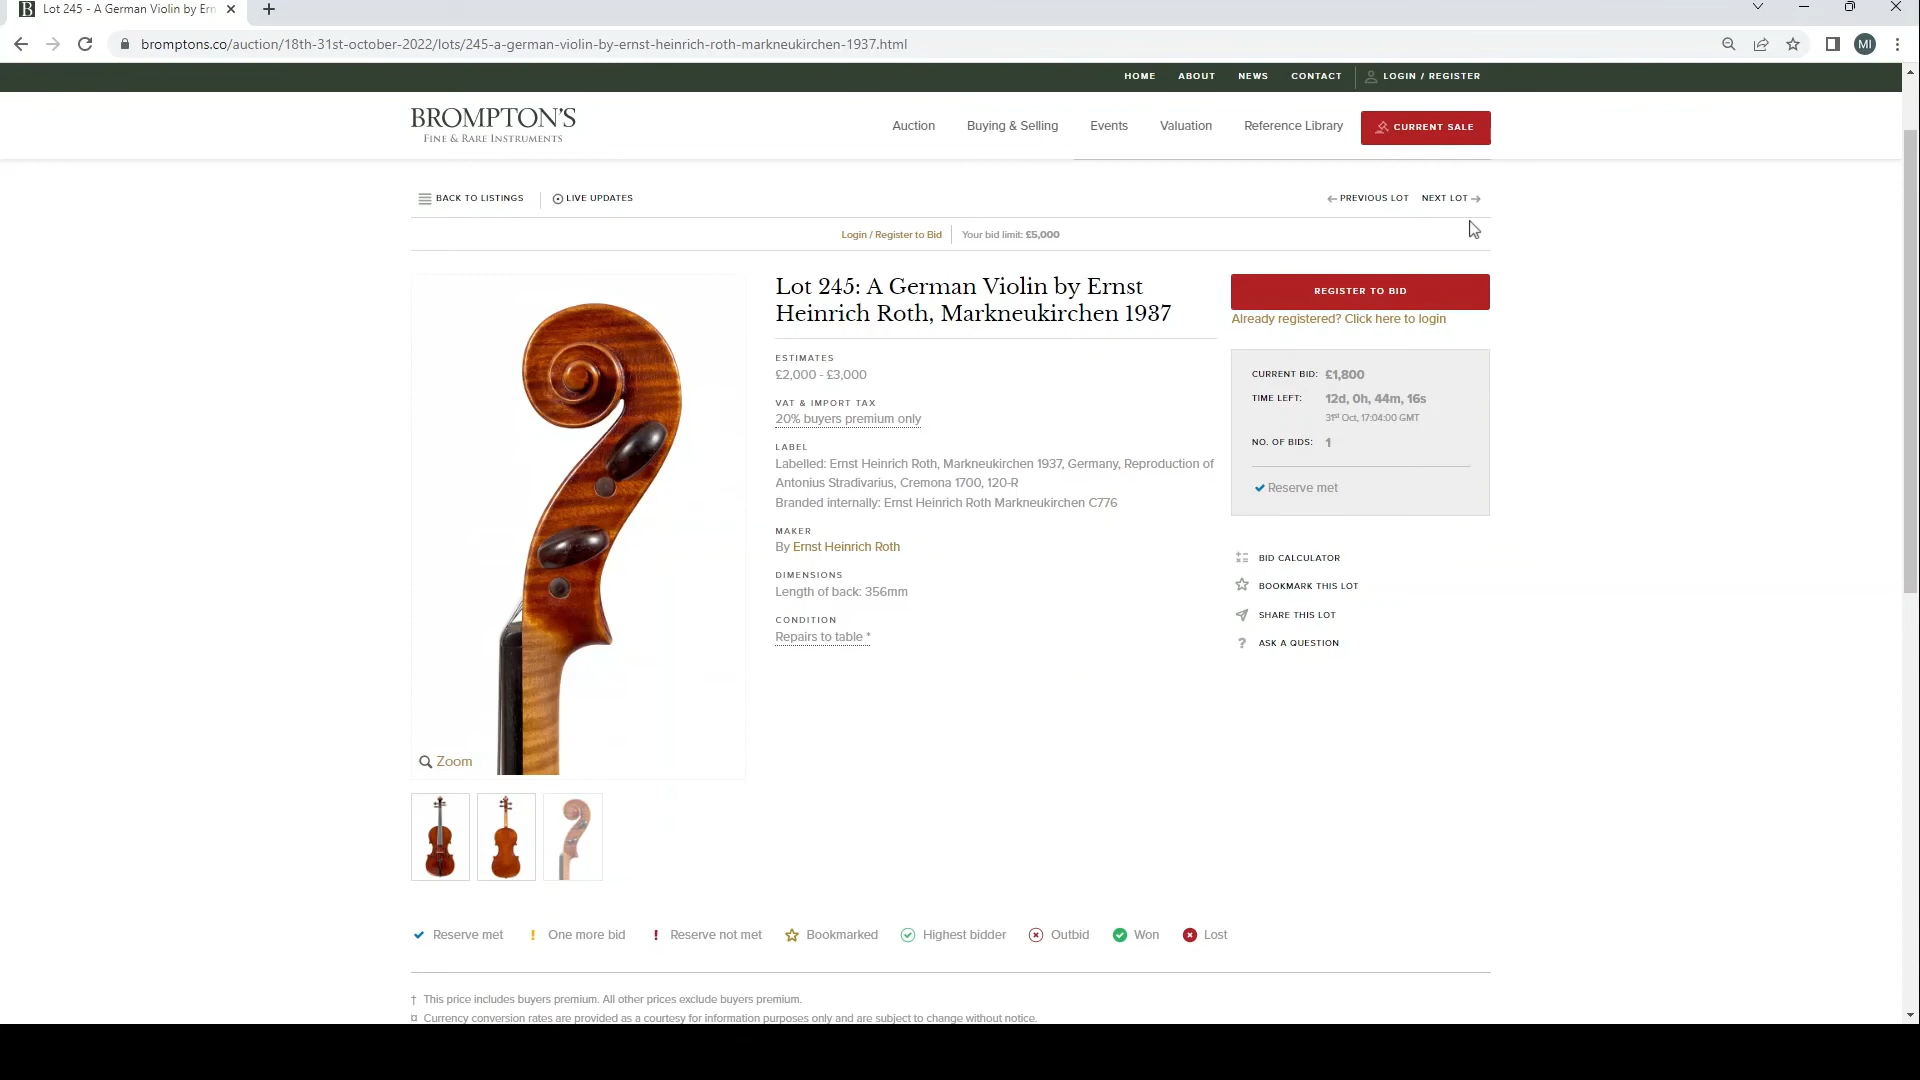 B Lot 245 - A German Violin by Ern
bromptons.co/auction/18th-31st-october-2022/lots/245-a-german-violin-by-ernst-heinrich-roth-markneukirchen-1937.html
MI
HOME ABOUT NEWS CONTACT LOGIN / REGISTER
BROMPTON'S
FINE & RARE INSTRUMENTS
Auction Buying & Selling Events Valuation Reference Library CURRENT SALE
BACK TO LISTINGS LIVE UPDATES PREVIOUS LOT NEXT LOT
Login / Register to Bid Your bid limit: £5,000
Lot 245: A German Violin by Ernst
Heinrich Roth, Markneukirchen 1937
ESTIMATES
£2,000 - £3,000
VAT & IMPORT TAX
20% buyers premium only
LABEL
Labelled: Ernst Heinrich Roth, Markneukirchen 1937, Germany, Reproduction of
Antonius Stradivarius, Cremona 1700, 120-R
Branded internally: Ernst Heinrich Roth Markneukirchen C776
MAKER
By Ernst Heinrich Roth
DIMENSIONS
Length of back: 356mm
CONDITION
Repairs to table *
REGISTER TO BID
Already registered? Click here to login
CURRENT BID: £1,800
TIME LEFT: 12d, 0h, 44m, 16s
31st Oct, 17:04:00 GMT
NO. OF BIDS: 1
Reserve met
BID CALCULATOR
BOOKMARK THIS LOT
SHARE THIS LOT
? ASK A QUESTION
Zoom
Reserve met ! One more bid ! Reserve not met Bookmarked Highest bidder Outbid Won Lost
† This price includes buyers premium. All other prices exclude buyers premium.
¤ Currency conversion rates are provided as a courtesy for information purposes only and are subject to change without notice.